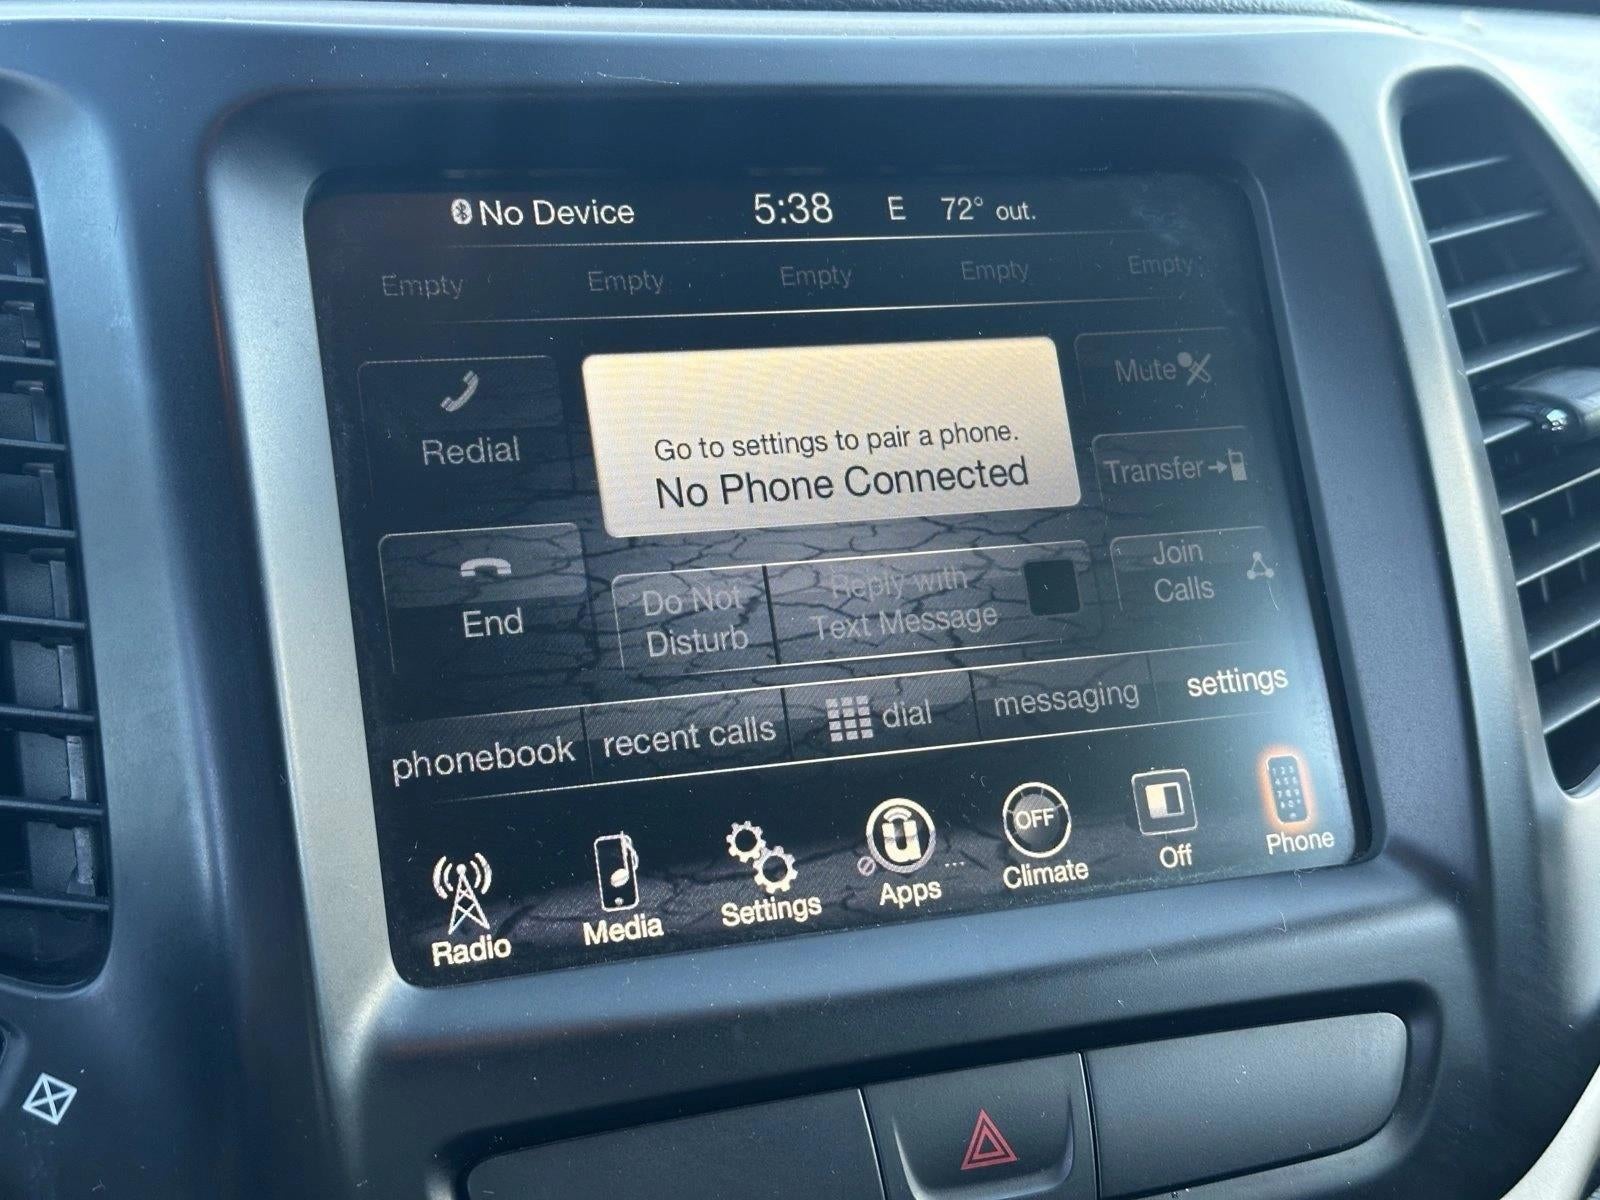 No Device 5:38 E 72° out.
Empty Empty Empty Empty Empty
Redial
Go to settings to pair a phone.
No Phone Connected
Mute
Transfer
End
Do Not
Disturb
Reply with
Text Message
Join
Calls
phonebook recent calls dial messaging settings
Radio Media Settings Apps ... OFF Climate Off Phone